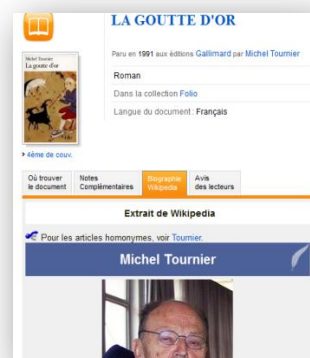 LA GOUTTE D'OR
Paru en 1991 aux éditions Gallimard par Michel Tournier
Michel Tournier
La goutte d'or
Roman
Dans la collection Folio
Langue du document: Français
4ème de couv.
Où trouver
le document
Notes
Complémentaires
Biographie
Wikipedia
Avis
des lecteurs
Extrait de Wikipedia
Pour les articles homonymes, voir Tournier.
Michel Tournier